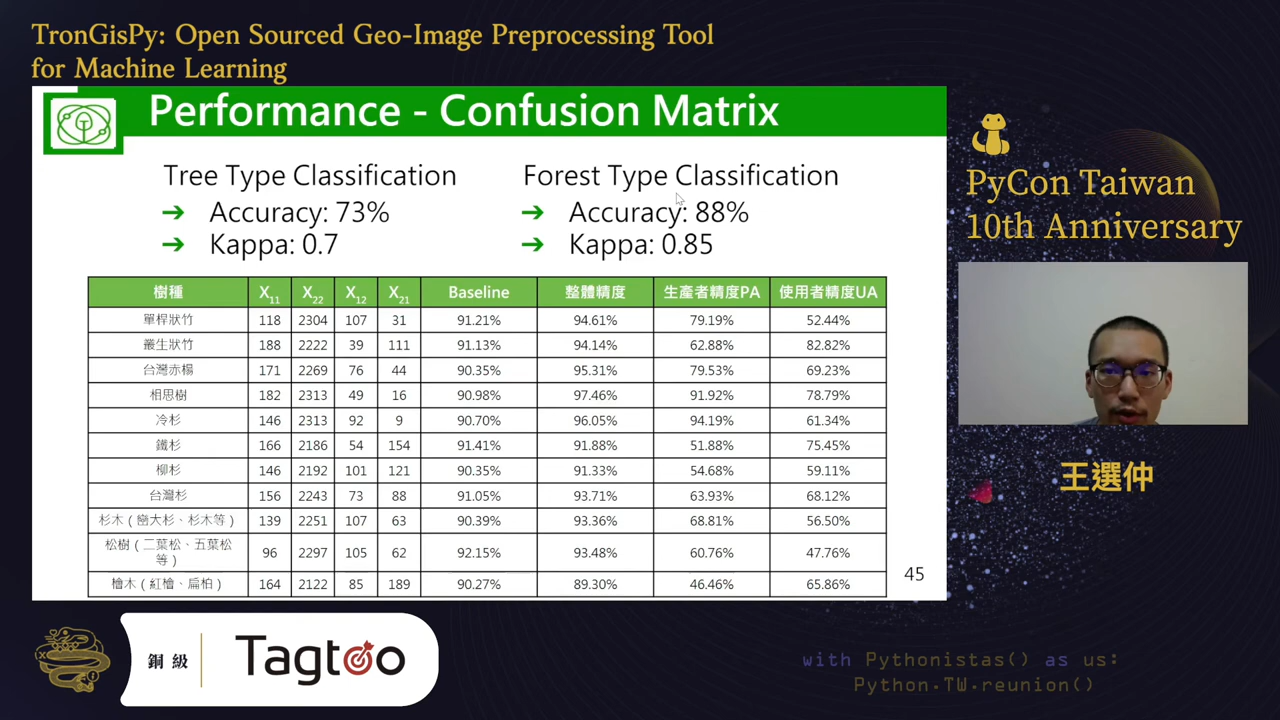 TronGisPy: Open Sourced Geo-Image Preprocessing Tool
for Machine Learning
Performance - Confusion Matrix
Tree Type Classification
➔ Accuracy: 73%
➔ Kappa: 0.7
Forest Type Classification
➔ Accuracy: 88%
➔ Kappa: 0.85
樹種 X11 X22 X12 X21 Baseline 整體精度 生產者精度PA 使用者精度UA
單桿狀竹 118 2304 107 31 91.21% 94.61% 79.19% 52.44%
叢生狀竹 188 2222 39 111 91.13% 94.14% 62.88% 82.82%
台灣赤楊 171 2269 76 44 90.35% 95.31% 79.53% 69.23%
相思樹 182 2313 49 16 90.98% 97.46% 91.92% 78.79%
冷杉 146 2313 92 9 90.70% 96.05% 94.19% 61.34%
鐵杉 166 2186 54 154 91.41% 91.88% 51.88% 75.45%
柳杉 146 2192 101 121 90.35% 91.33% 54.68% 59.11%
台灣杉 156 2243 73 88 91.05% 93.71% 63.93% 68.12%
杉木（巒大杉、杉木等） 139 2251 107 63 90.39% 93.36% 68.81% 56.50%
松樹（二葉松、五葉松
等） 96 2297 105 62 92.15% 93.48% 60.76% 47.76%
檜木（紅檜、扁柏） 164 2122 85 189 90.27% 89.30% 46.46% 65.86%
45
PyCon Taiwan
10th Anniversary
王選仲
銅級
Tagtoo
with Pythonistas() as us:
Python.TW.reunion()